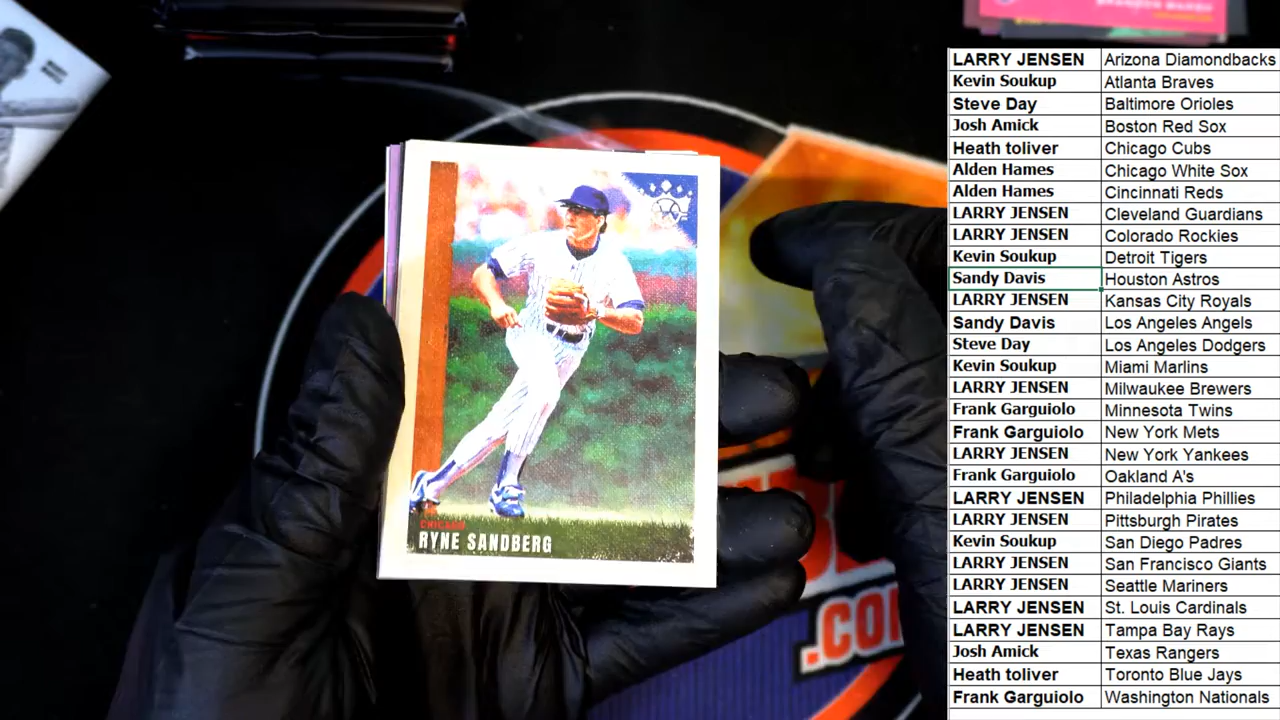 CHICAGO
RYNE SANDBERG
.CO
LARRY JENSEN Arizona Diamondbacks
Kevin Soukup Atlanta Braves
Steve Day Baltimore Orioles
Josh Amick Boston Red Sox
Heath toliver Chicago Cubs
Alden Hames Chicago White Sox
Alden Hames Cincinnati Reds
LARRY JENSEN Cleveland Guardians
LARRY JENSEN Colorado Rockies
Kevin Soukup Detroit Tigers
Sandy Davis Houston Astros
LARRY JENSEN Kansas City Royals
Sandy Davis Los Angeles Angels
Steve Day Los Angeles Dodgers
Kevin Soukup Miami Marlins
LARRY JENSEN Milwaukee Brewers
Frank Garguiolo Minnesota Twins
Frank Garguiolo New York Mets
LARRY JENSEN New York Yankees
Frank Garguiolo Oakland A's
LARRY JENSEN Philadelphia Phillies
LARRY JENSEN Pittsburgh Pirates
Kevin Soukup San Diego Padres
LARRY JENSEN San Francisco Giants
LARRY JENSEN Seattle Mariners
LARRY JENSEN St. Louis Cardinals
LARRY JENSEN Tampa Bay Rays
Josh Amick Texas Rangers
Heath toliver Toronto Blue Jays
Frank Garguiolo Washington Nationals